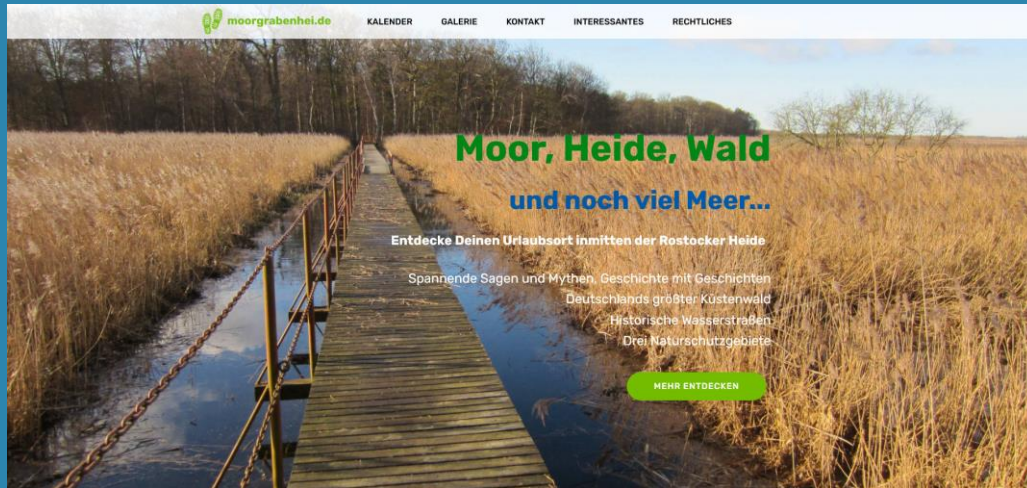 moorgrabenhei.de KALENDER GALERIE KONTAKT INTERESSANTES RECHTLICHES
Moor, Heide, Wald
und noch viel Meer...
Entdecke Deinen Urlaubsort inmitten der Rostocker Heide
Spannende Sagen und Mythen, Geschichte mit Geschichten
Deutschlands größter Küstenwald
Historische Wasserstraßen
Drei Naturschutzgebiete
MEHR ENTDECKEN